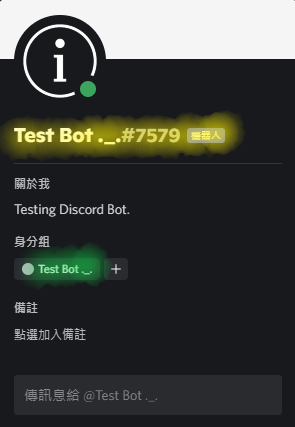 i
Test Bot ._.#7579 機器人
關於我
Testing Discord Bot.
身分組
Test Bot ._. +
備註
點選加入備註
傳訊息給 @Test Bot ._.